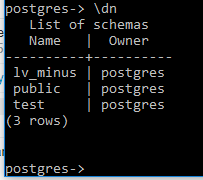 postgres-> \dn
List of schemas
Name | Owner
----------+----------
lv_minus | postgres
public | postgres
test | postgres
(3 rows)
postgres->